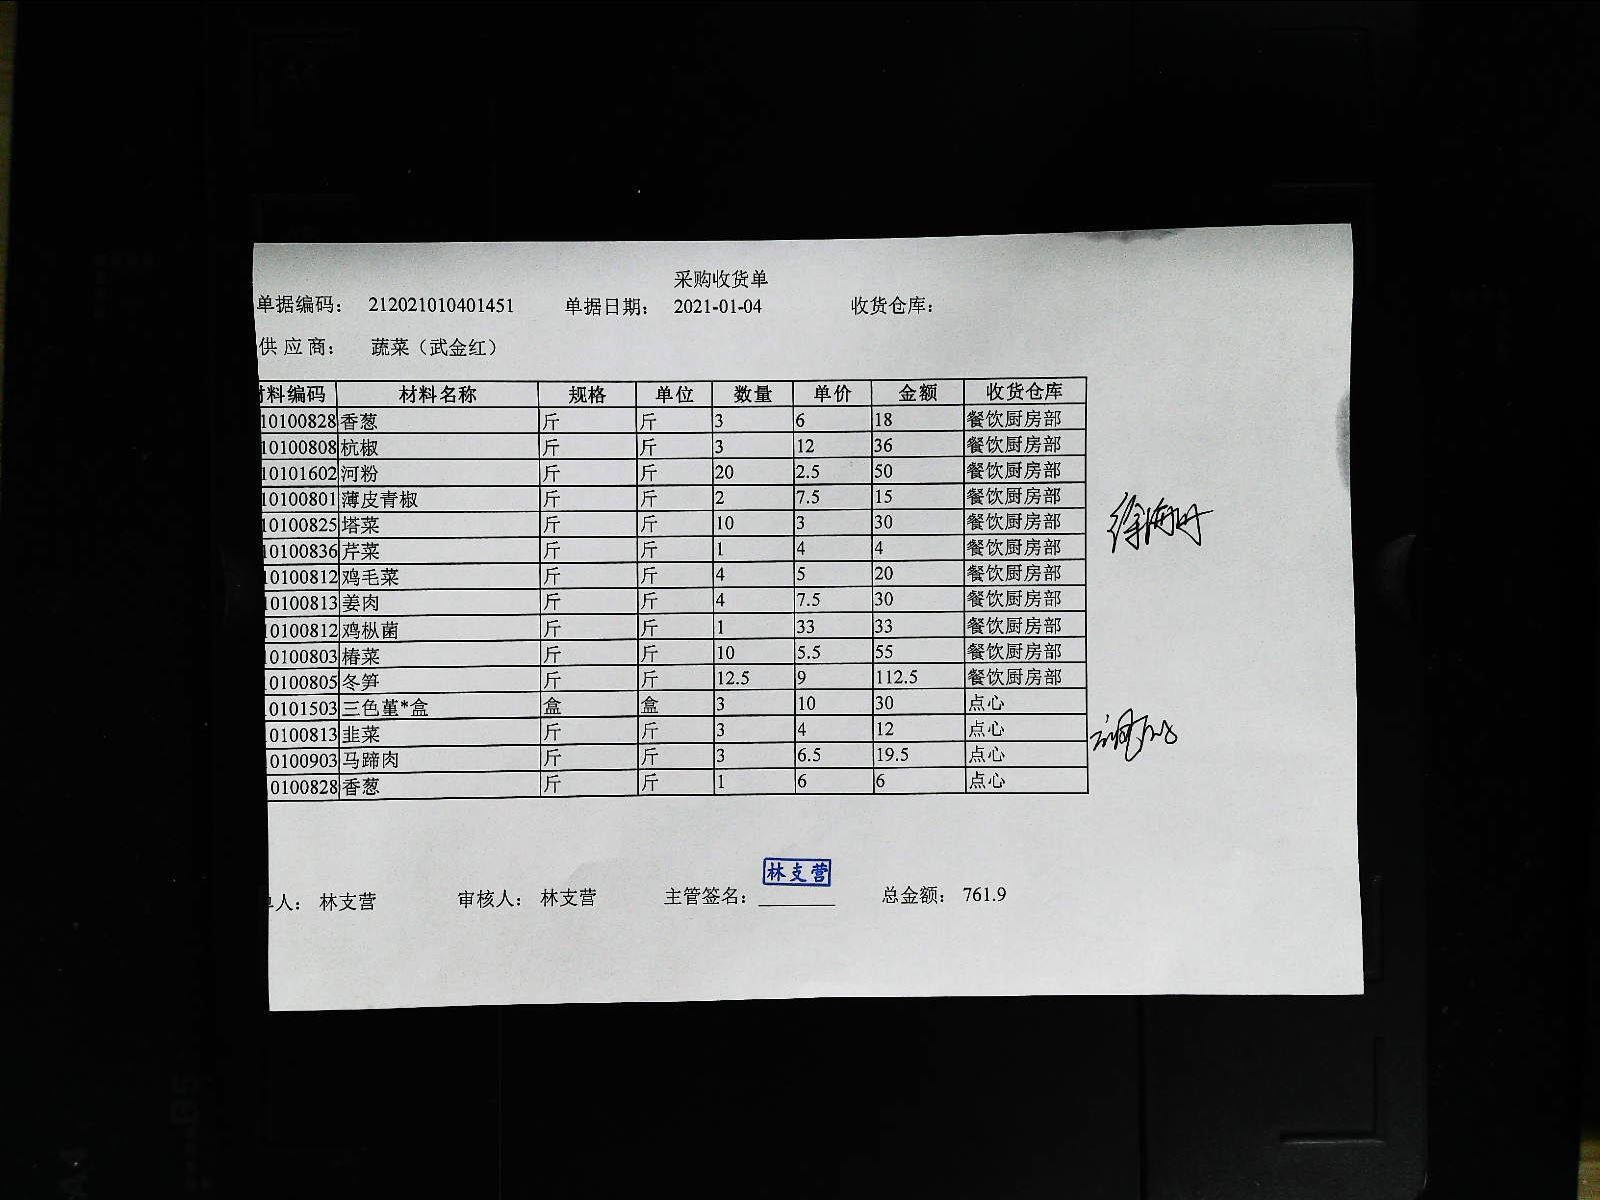 采购收货单
单据编码： 212021010401451 单据日期： 2021-01-04 收货仓库：
供应商： 蔬菜（武金红）
材料编码 材料名称 规格 单位 数量 单价 金额 收货仓库
10100828 香葱 斤 斤 3 6 18 餐饮厨房部
10100808 杭椒 斤 斤 3 12 36 餐饮厨房部
10101602 河粉 斤 斤 20 2.5 50 餐饮厨房部
10100801 薄皮青椒 斤 斤 2 7.5 15 餐饮厨房部
10100825 塔菜 斤 斤 10 3 30 餐饮厨房部
10100836 芹菜 斤 斤 1 4 4 餐饮厨房部
10100812 鸡毛菜 斤 斤 4 5 20 餐饮厨房部
10100813 姜肉 斤 斤 4 7.5 30 餐饮厨房部
10100812 鸡枞菌 斤 斤 1 33 33 餐饮厨房部
10100803 椿菜 斤 斤 10 5.5 55 餐饮厨房部
10100805 冬笋 斤 斤 12.5 9 112.5 餐饮厨房部
10101503 三色堇*盒 盒 盒 3 10 30 点心
0100813 韭菜 斤 斤 3 4 12 点心
0100903 马蹄肉 斤 斤 3 6.5 19.5 点心
0100828 香葱 斤 斤 1 6 6 点心
林支营
单人： 林支营 审核人： 林支营 主管签名： 总金额： 761.9